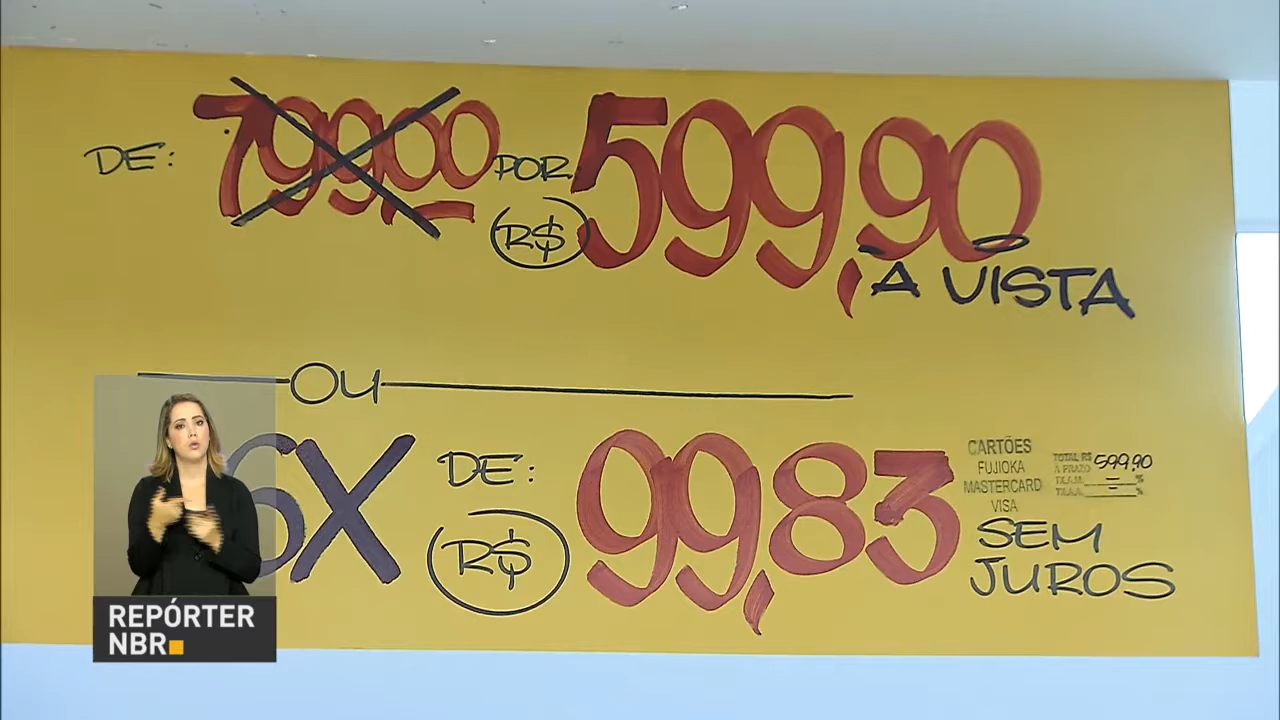 DE: 799,00 POR R$ 599,90
À VISTA
OU
6X DE: R$ 99,83
CARTÕES
FUJIOKA
MASTERCARD
VISA
TOTAL R$ 599,90
À PRAZO
SEM
JUROS
REPÓRTER
NBR